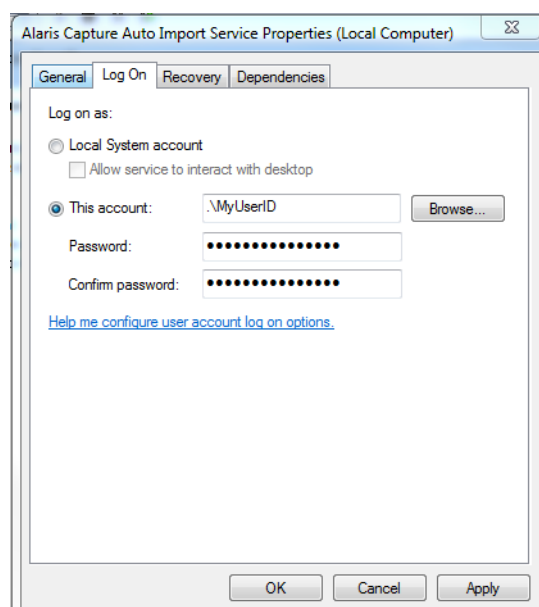 Alaris Capture Auto Import Service Properties (Local Computer)
General Log On Recovery Dependencies
Log on as:
Local System account
Allow service to interact with desktop
This account: .\MyUserID Browse...
Password: •••••••••••••••
Confirm password: •••••••••••••••
Help me configure user account log on options.
OK Cancel Apply